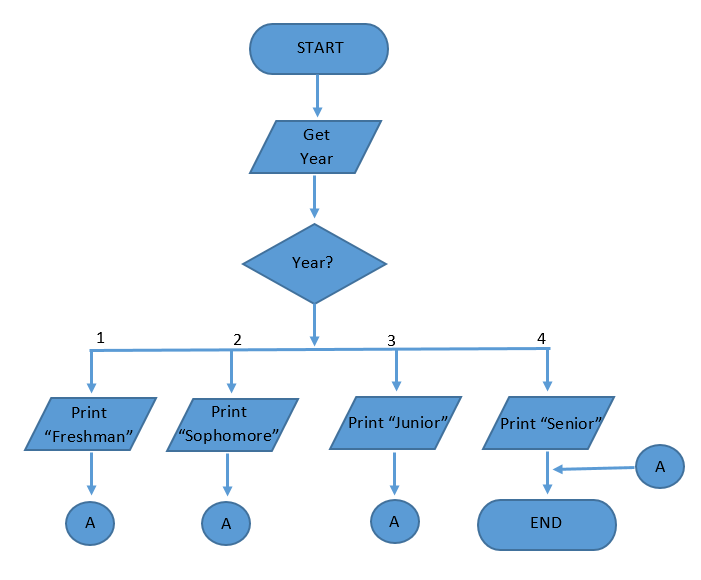 START
Get
Year
Year?
1
2
3
4
Print
“Freshman”
Print
“Sophomore”
Print “Junior”
Print “Senior”
A
A
A
A
END